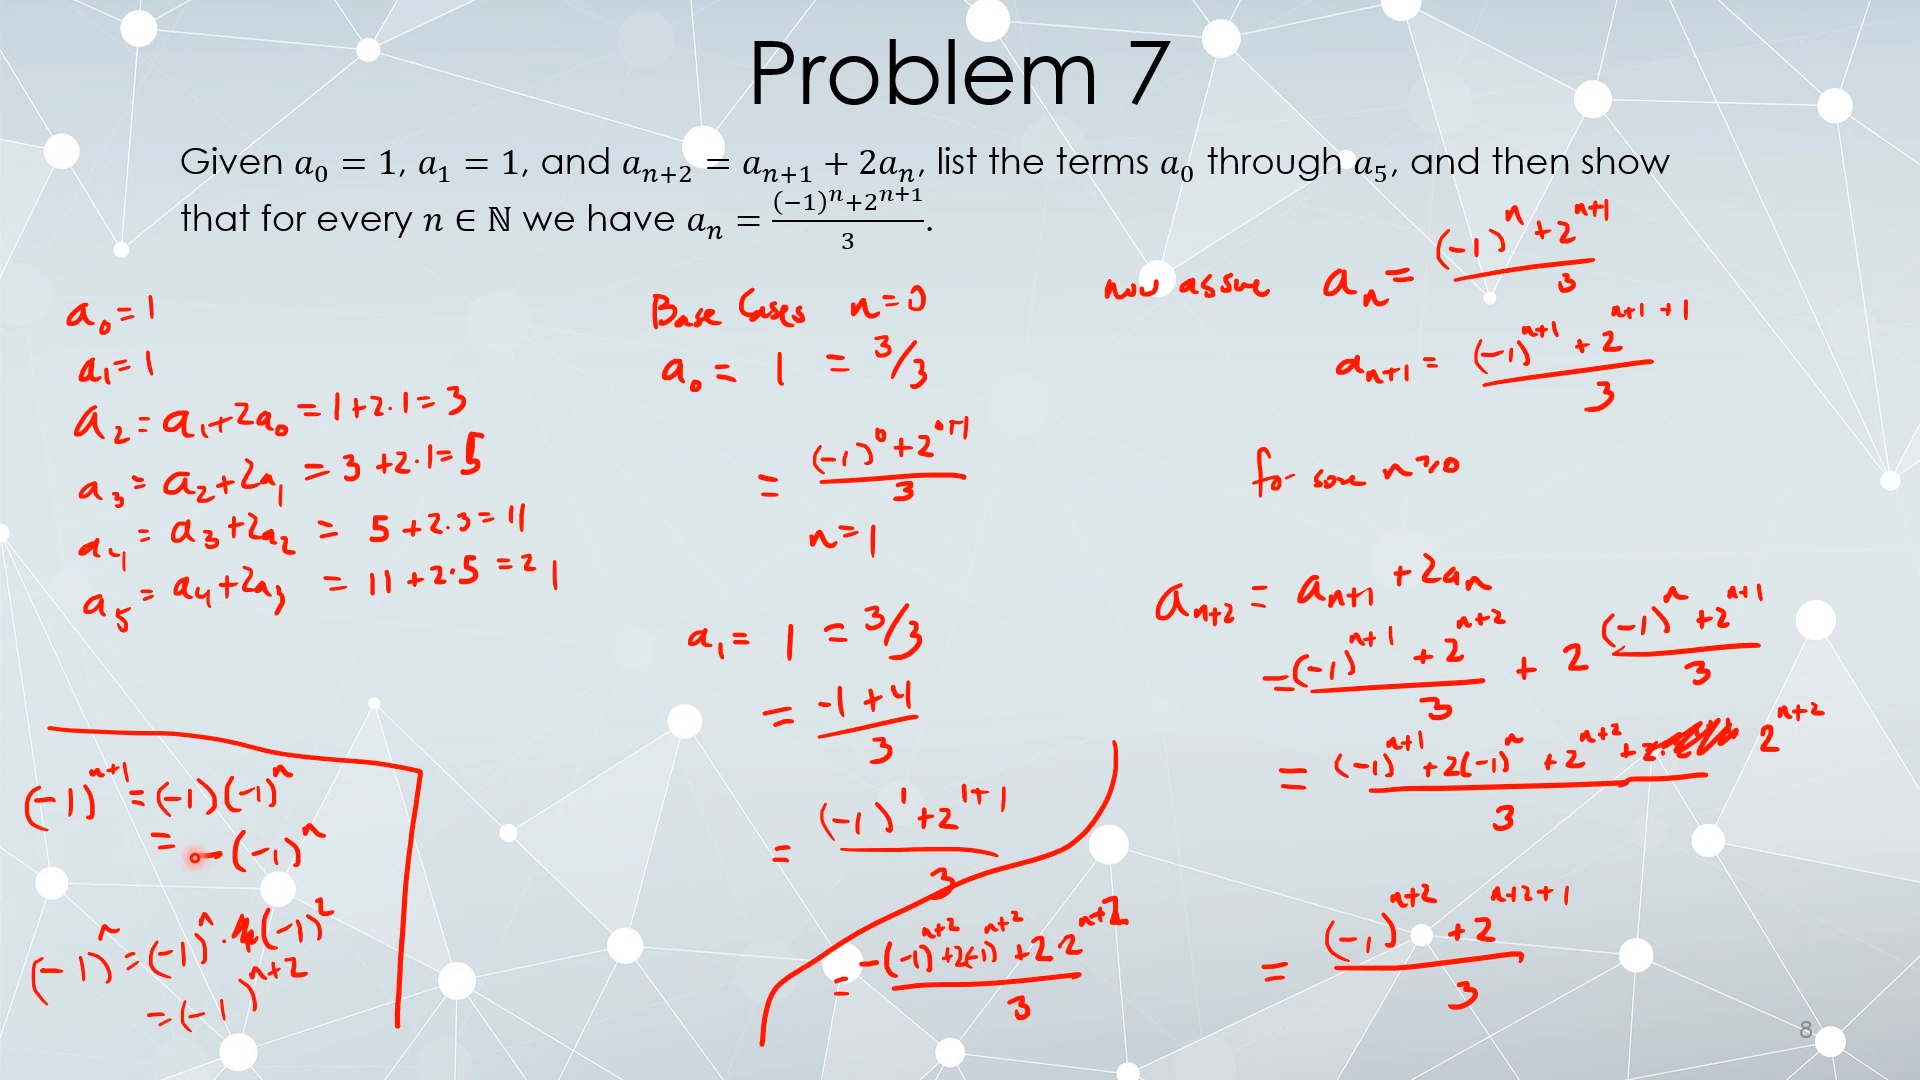 Problem 7
Given a₀ = 1, a₁ = 1, and aₙ₊₂ = aₙ₊₁ + 2aₙ, list the terms a₀ through a₅, and then show
that for every n ∈ ℕ we have aₙ = ((−1)ⁿ+2ⁿ⁺¹)/3.
a₀ = 1
a₁ = 1
a₂ = a₁+2a₀ = 1+2·1 = 3
a₃ = a₂+2a₁ = 3+2·1 = 5
a₄ = a₃+2a₂ = 5+2·3 = 11
a₅ = a₄+2a₃ = 11+2·5 = 21
(-1)ⁿ⁺¹ = (-1)(-1)ⁿ
= -(-1)ⁿ
(-1)ⁿ = (-1)ⁿ · (-1)²
= (-1)ⁿ⁺²
Base Cases n=0
a₀ = 1 = 3/3
= ((-1)⁰+2⁰⁺¹)/3
n=1
a₁ = 1 = 3/3
= (-1+4)/3
= ((-1)¹+2¹⁺¹)/3
now assume aₙ = ((-1)ⁿ+2ⁿ⁺¹)/3
aₙ₊₁ = ((-1)ⁿ⁺¹+2ⁿ⁺¹⁺¹)/3
for some n≥0
aₙ₊₂ = aₙ₊₁ + 2aₙ
= ((-1)ⁿ⁺¹+2ⁿ⁺²)/3 + 2 ((-1)ⁿ+2ⁿ⁺¹)/3
= ((-1)ⁿ⁺¹+2(-1)ⁿ+2ⁿ⁺²+ 2ⁿ⁺²)/3
= (-(-1)ⁿ⁺²+2(-1)ⁿ⁺²+2·2ⁿ⁺²)/3
= ((-1)ⁿ⁺²+2ⁿ⁺²⁺¹)/3
8